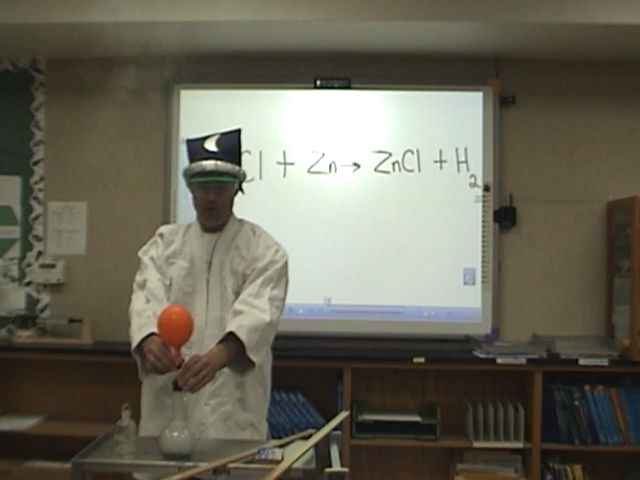 Cl + Zn → ZnCl + H₂